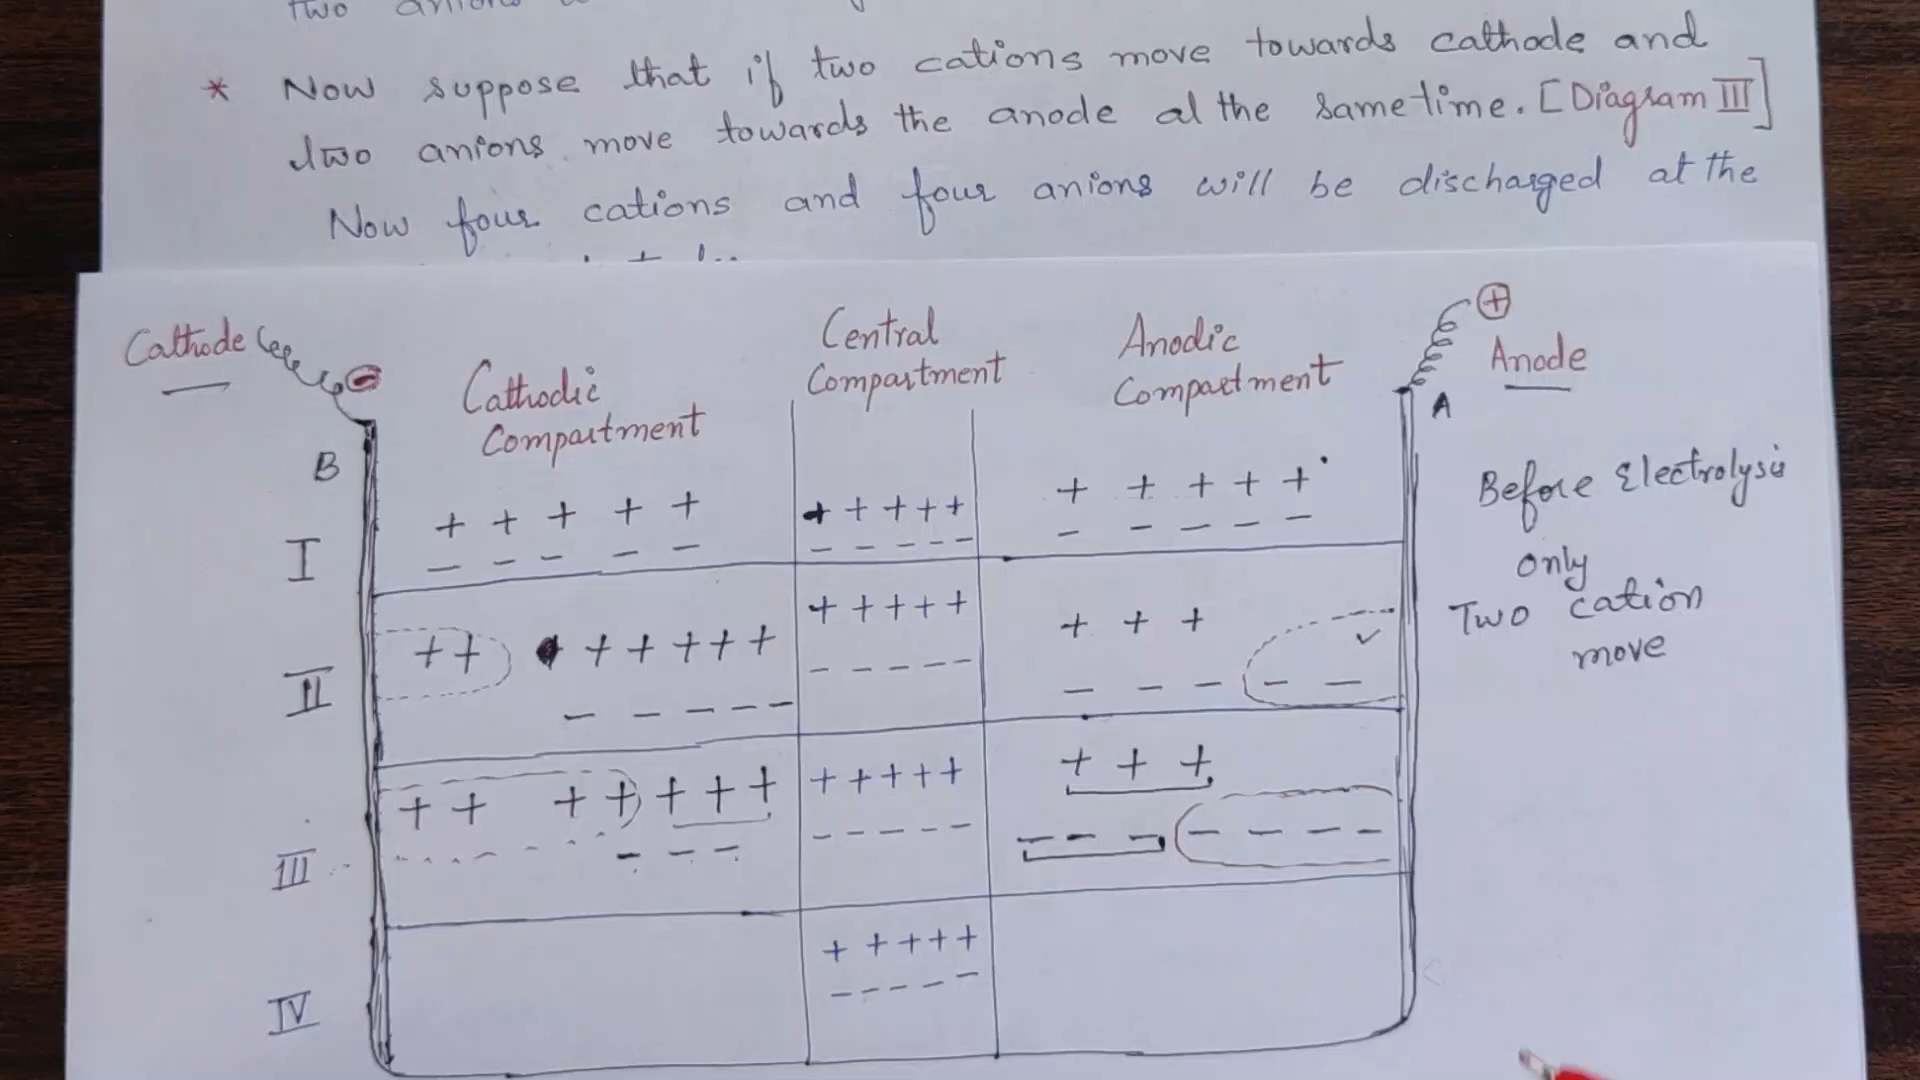 two anions
* Now suppose that if two cations move towards cathode and
two anions move towards the anode at the same time. [Diagram III]
Now four cations and four anions will be discharged at the
Cathode
-
Cathodic
Compartment
Central
Compartment
Anodic
Compartment
+
Anode
A
B
Before Electrolysis
I
+ + + + +
- - - - -
+ + + + +
- - - - -
+ + + + +
- - - - -
only
Two cation
move
II
+ + + + + + +
- - - - -
+ + + + +
- - - - -
+ + +
- - - - -
III
+ + + + + + +
- - -
+ + + + +
- - - - -
+ + +
- - - - - - -
IV
+ + + + +
- - - - -